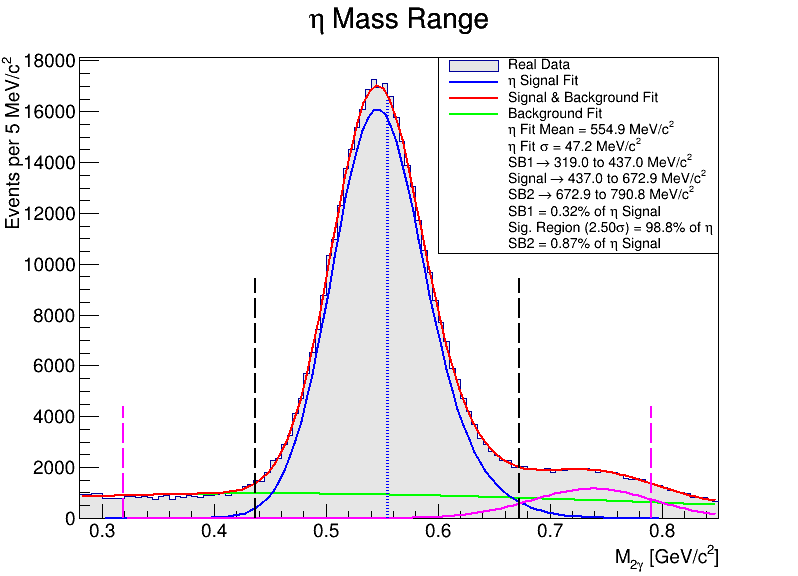 η Mass Range
Events per 5 MeV/c²
18000
16000
14000
12000
10000
8000
6000
4000
2000
0
Real Data
η Signal Fit
Signal & Background Fit
Background Fit
η Fit Mean = 554.9 MeV/c²
η Fit σ = 47.2 MeV/c²
SB1 → 319.0 to 437.0 MeV/c²
Signal → 437.0 to 672.9 MeV/c²
SB2 → 672.9 to 790.8 MeV/c²
SB1 = 0.32% of η Signal
Sig. Region (2.50σ) = 98.8% of η
SB2 = 0.87% of η Signal
0.3 0.4 0.5 0.6 0.7 0.8
M₂γ [GeV/c²]